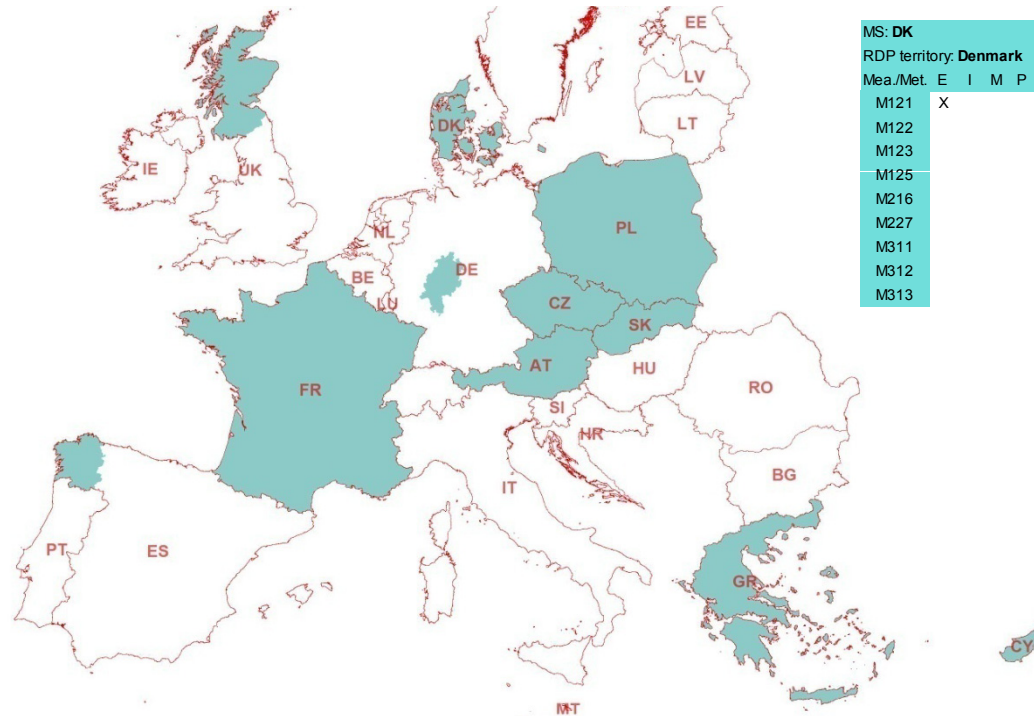 EE
LV
LT
DK
IE
UK
NL
PL
BE
DE
LU
CZ
SK
AT
HU
FR
RO
SI
HR
BG
IT
PT
ES
GR
CY
MT
MS: DK
RDP territory: Denmark
Mea./Met. E I M P
M121 X
M122
M123
M125
M216
M227
M311
M312
M313